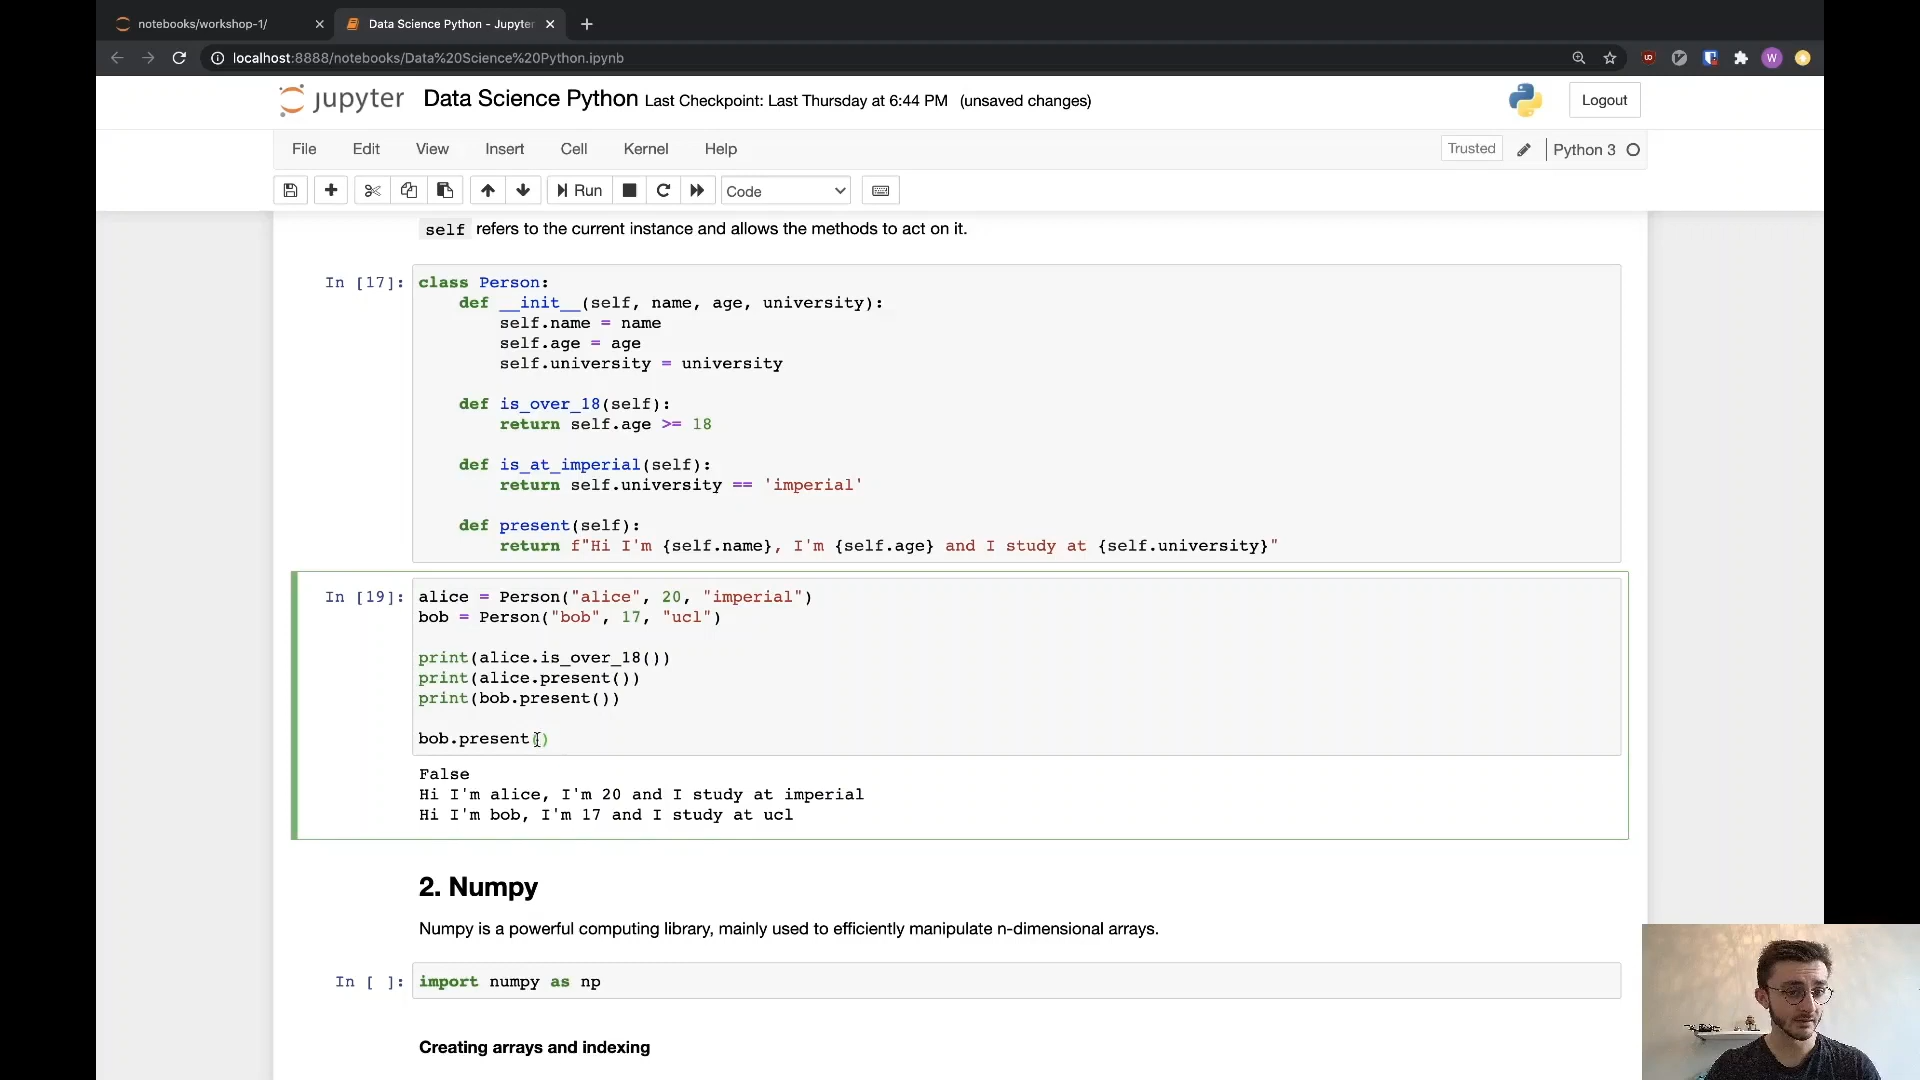 notebooks/workshop-1/
Data Science Python - Jupyter
localhost:8888/notebooks/Data%20Science%20Python.ipynb
W
jupyter Data Science Python Last Checkpoint: Last Thursday at 6:44 PM (unsaved changes)
Logout
File Edit View Insert Cell Kernel Help
Trusted Python 3
Run Code
self refers to the current instance and allows the methods to act on it.
In [17]: class Person:
def __init__(self, name, age, university):
self.name = name
self.age = age
self.university = university
def is_over_18(self):
return self.age >= 18
def is_at_imperial(self):
return self.university == 'imperial'
def present(self):
return f"Hi I'm {self.name}, I'm {self.age} and I study at {self.university}"
In [19]: alice = Person("alice", 20, "imperial")
bob = Person("bob", 17, "ucl")
print(alice.is_over_18())
print(alice.present())
print(bob.present())
bob.present()
False
Hi I'm alice, I'm 20 and I study at imperial
Hi I'm bob, I'm 17 and I study at ucl
2. Numpy
Numpy is a powerful computing library, mainly used to efficiently manipulate n-dimensional arrays.
In [ ]: import numpy as np
Creating arrays and indexing